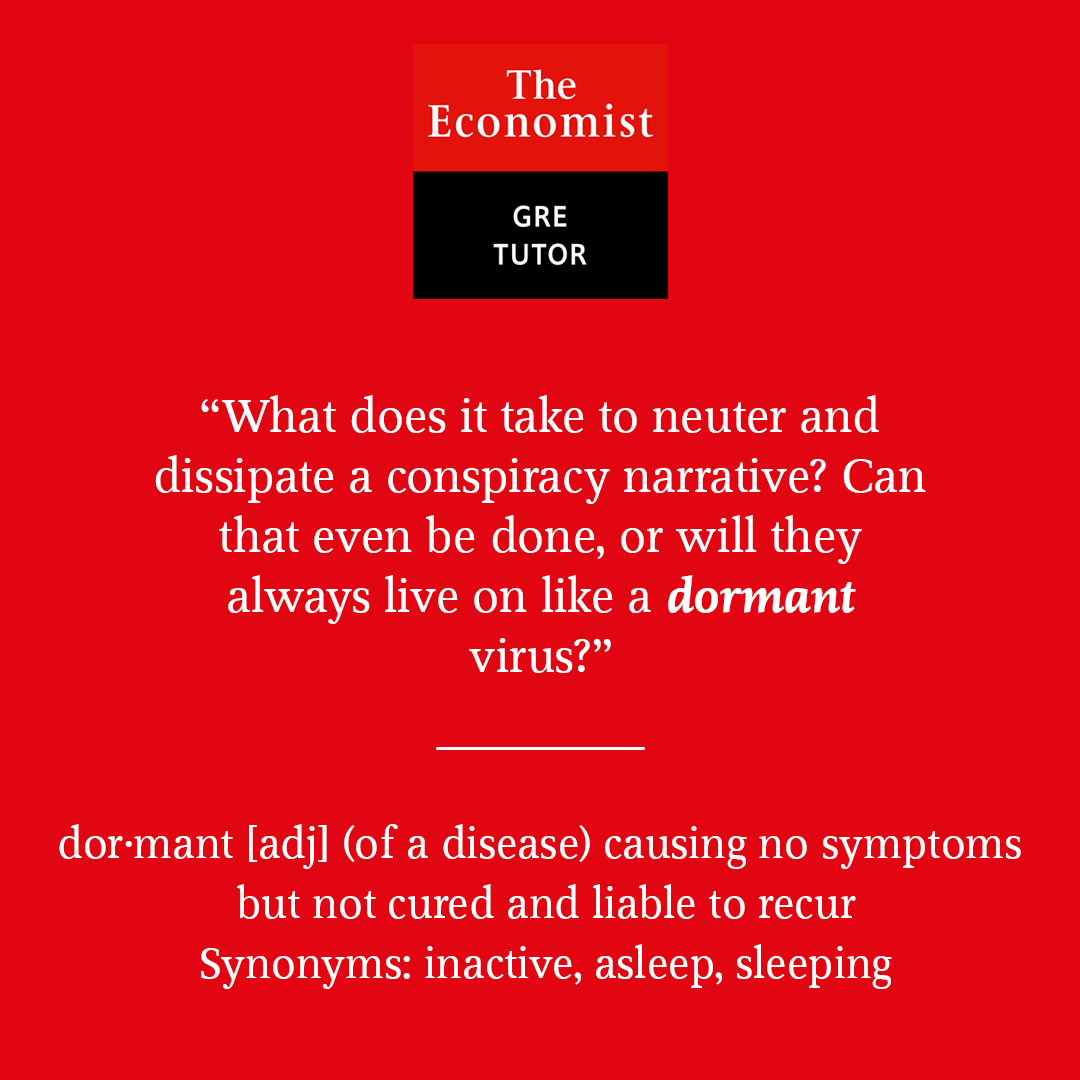 The
Economist
GRE
TUTOR
“What does it take to neuter and
dissipate a conspiracy narrative? Can
that even be done, or will they
always live on like a dormant
virus?”
dor·mant [adj] (of a disease) causing no symptoms
but not cured and liable to recur
Synonyms: inactive, asleep, sleeping